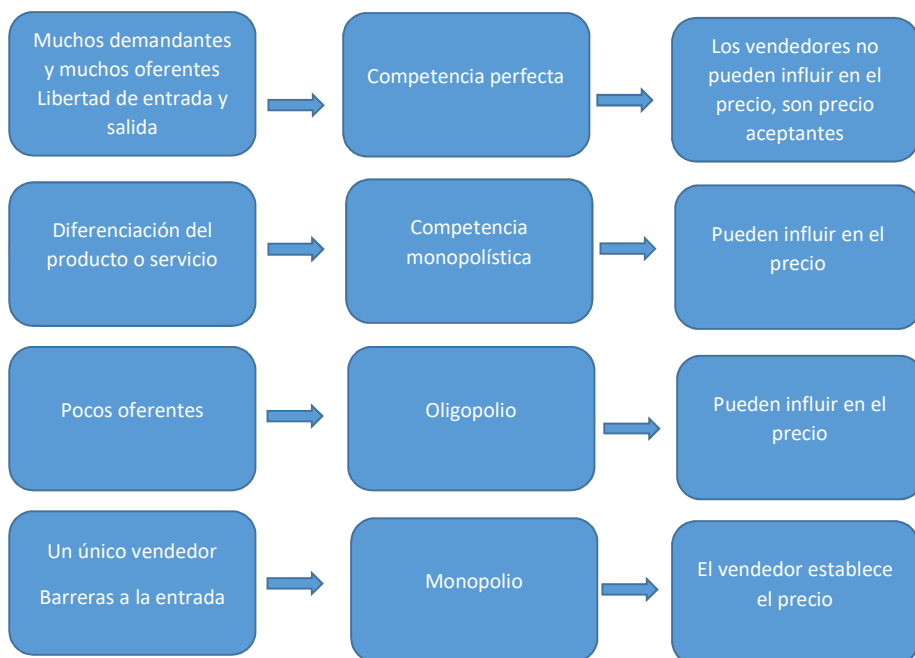 Muchos demandantes
y muchos oferentes
Libertad de entrada y
salida
Competencia perfecta
Los vendedores no
pueden influir en el
precio, son precio
aceptantes
Diferenciación del
producto o servicio
Competencia
monopolística
Pueden influir en el
precio
Pocos oferentes
Oligopolio
Pueden influir en el
precio
Un único vendedor
Barreras a la entrada
Monopolio
El vendedor establece
el precio